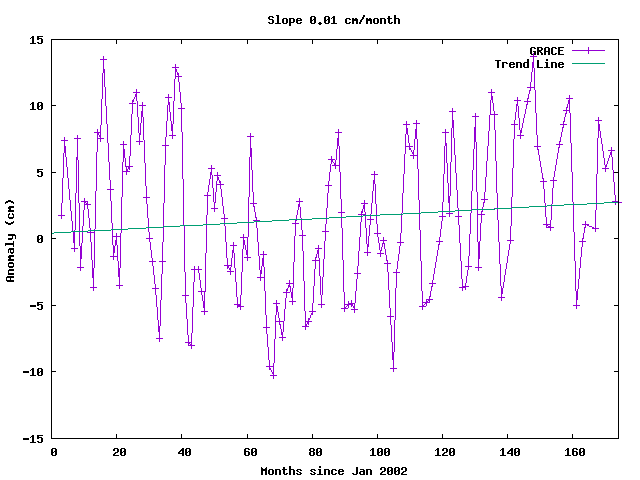 Slope 0.01 cm/month
GRACE
Trend Line
15
10
5
0
-5
-10
-15
Anomaly (cm)
0 20 40 60 80 100 120 140 160
Months since Jan 2002